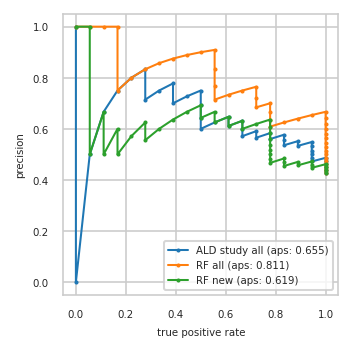 1.0
0.8
0.6
0.4
0.2
0.0
precision
0.0 0.2 0.4 0.6 0.8 1.0
true positive rate
ALD study all (aps: 0.655)
RF all (aps: 0.811)
RF new (aps: 0.619)